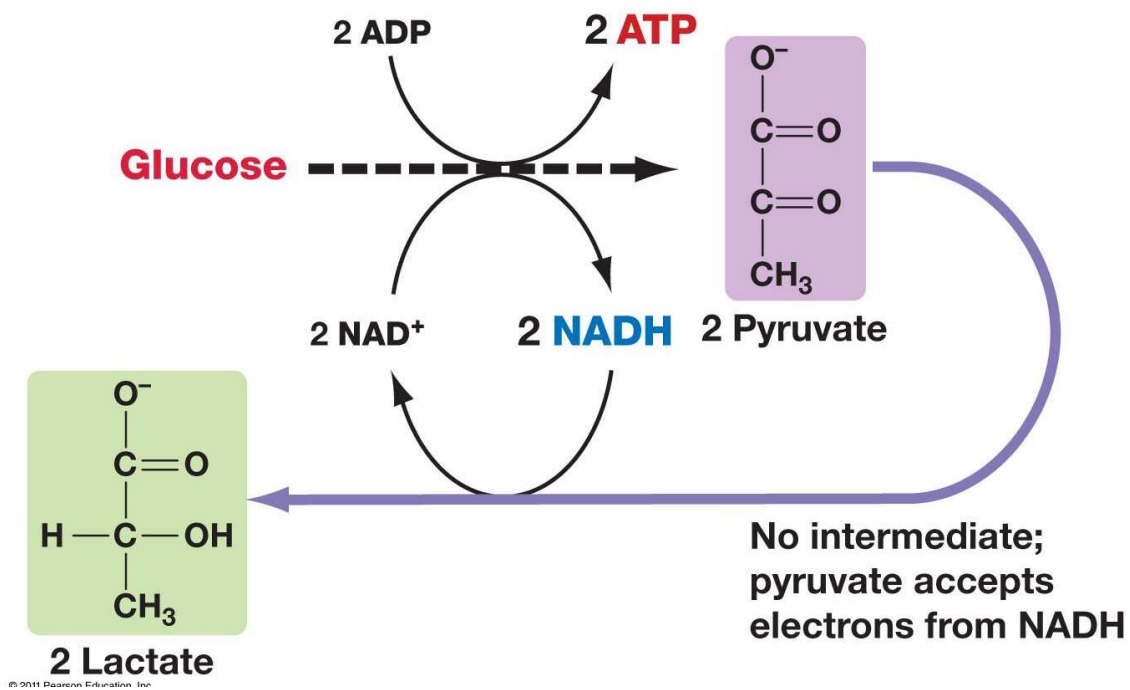 2 ADP
2 ATP
Glucose
O⁻
C=O
C=O
CH₃
2 NAD⁺
2 NADH
2 Pyruvate
O⁻
C=O
H—C—OH
CH₃
2 Lactate
No intermediate;
pyruvate accepts
electrons from NADH
© 2011 Pearson Education, Inc.